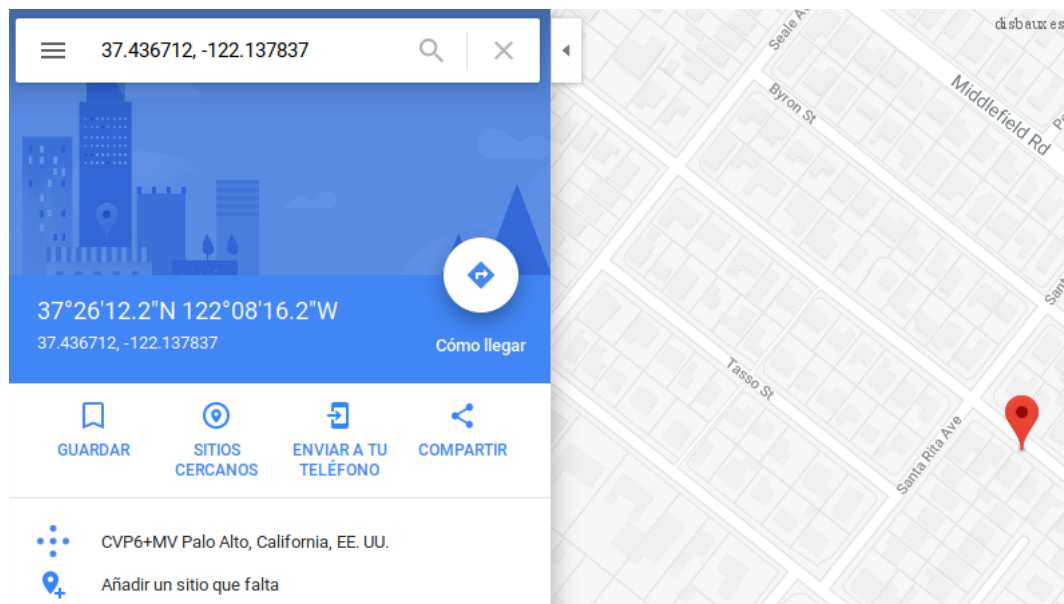 37.436712, -122.137837
37°26'12.2"N 122°08'16.2"W
37.436712, -122.137837
Cómo llegar
GUARDAR
SITIOS
CERCANOS
ENVIAR A TU
TELÉFONO
COMPARTIR
CVP6+MV Palo Alto, California, EE. UU.
Añadir un sitio que falta
disbauxes
Seale
Middlefield Rd
Byron St
Tasso St
Santa Rita Ave